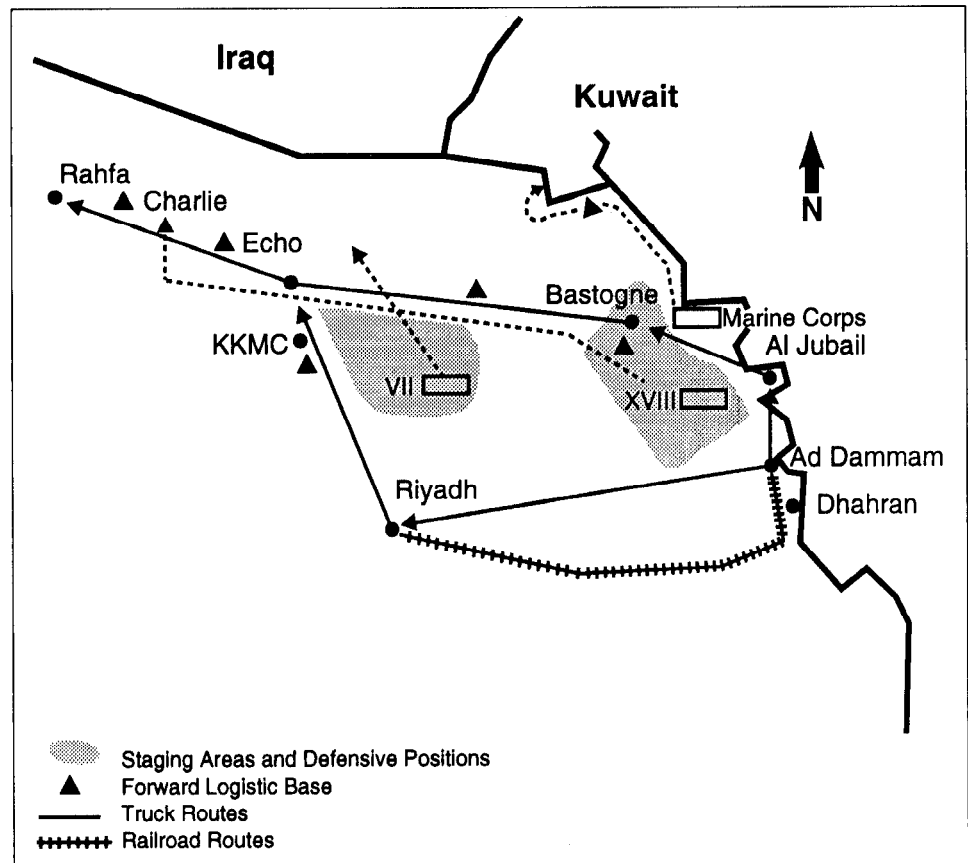 Iraq
Kuwait
N
Rahfa
Charlie
Echo
Bastogne
Marine Corps
Al Jubail
KKMC
VII
XVIII
Ad Dammam
Riyadh
Dhahran
Staging Areas and Defensive Positions
Forward Logistic Base
Truck Routes
Railroad Routes